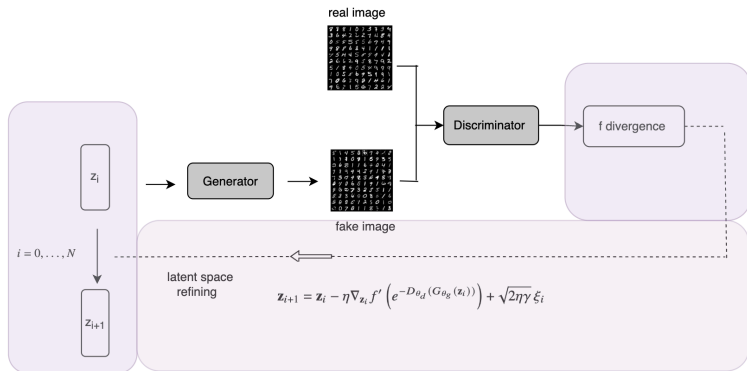 real image
Discriminator
f divergence
z_i
Generator
fake image
i = 0, . . . , N
latent space
refining
z_{i+1} = z_i − η∇_{z_i} f′ (e^{−D_{θ_d}(G_{θ_g}(z_i))}) + √2ηγ ξ_i
z_{i+1}